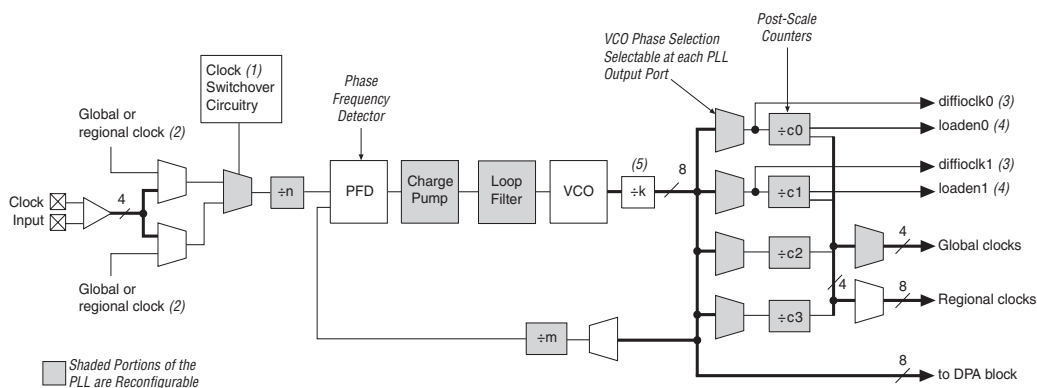 Post-Scale
Counters
VCO Phase Selection
Selectable at each PLL
Output Port
Clock (1)
Switchover
Circuitry
Phase
Frequency
Detector
Global or
regional clock (2)
diffioclk0 (3)
÷c0
loaden0 (4)
diffioclk1 (3)
(5)
8
÷n
PFD
Charge
Pump
Loop
Filter
VCO
÷k
÷c1
loaden1 (4)
Clock
Input
4
÷c2
4
Global clocks
Global or
regional clock (2)
4
8
Regional clocks
÷c3
÷m
Shaded Portions of the
PLL are Reconfigurable
8
to DPA block